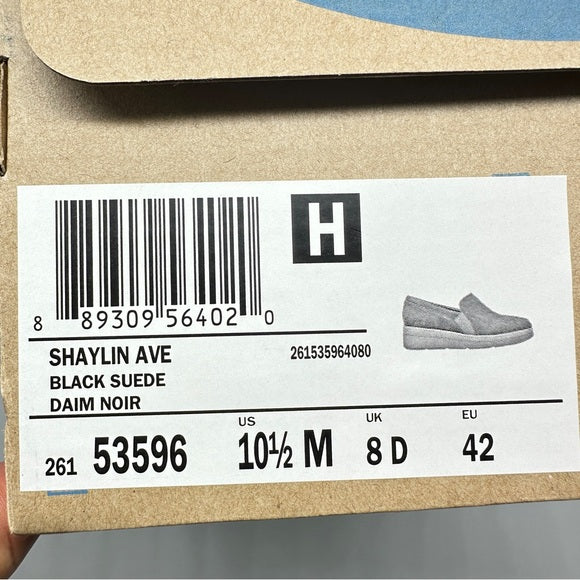 H
8 89309 56402 0
SHAYLIN AVE 261535964080
BLACK SUEDE
DAIM NOIR
US UK EU
261 53596 10½ M 8 D 42